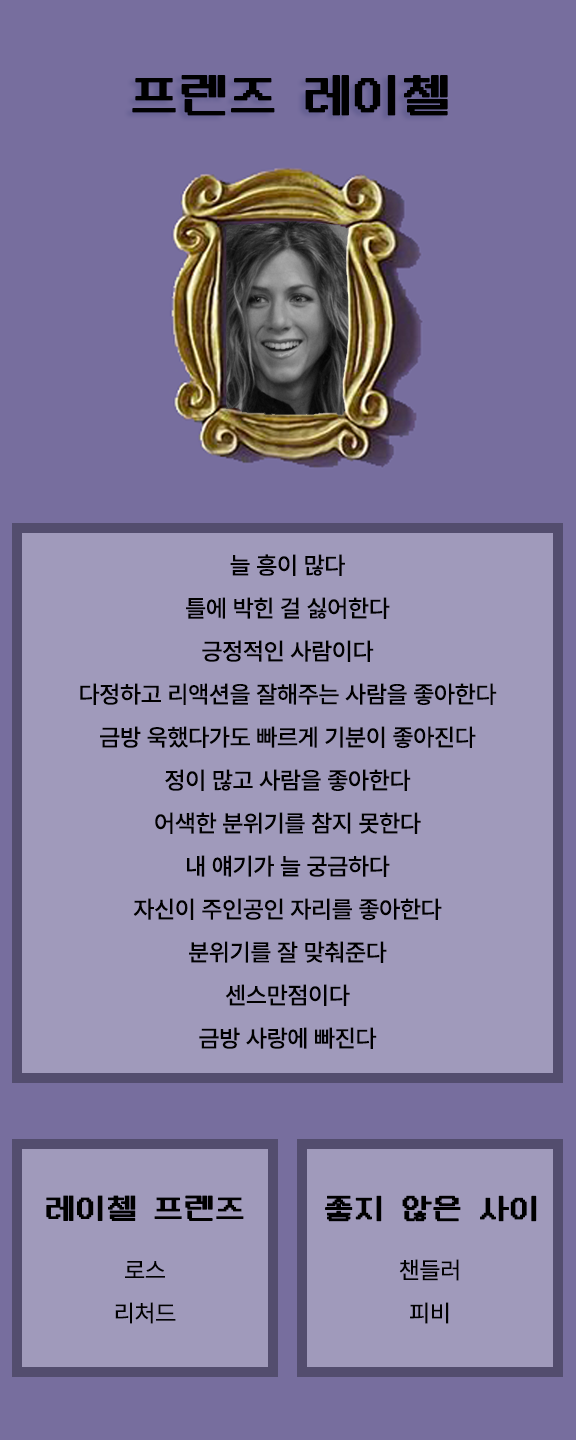 프렌즈 레이첼
늘 흥이 많다
틀에 박힌 걸 싫어한다
긍정적인 사람이다
다정하고 리액션을 잘해주는 사람을 좋아한다
금방 욱했다가도 빠르게 기분이 좋아진다
정이 많고 사람을 좋아한다
어색한 분위기를 참지 못한다
내 얘기가 늘 궁금하다
자신이 주인공인 자리를 좋아한다
분위기를 잘 맞춰준다
센스만점이다
금방 사랑에 빠진다
레이첼 프렌즈
로스
리처드
좋지 않은 사이
챈들러
피비